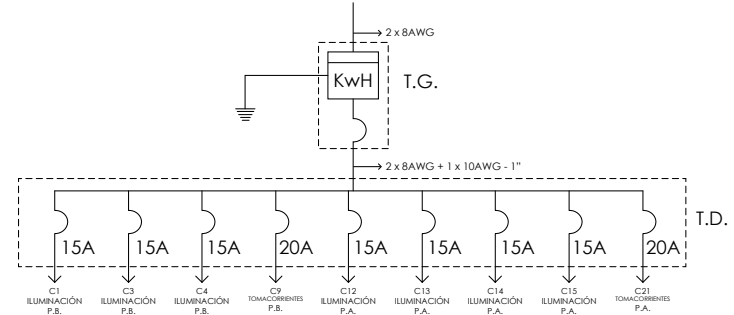 2 x 8AWG
KwH
T.G.
2 x 8AWG + 1 x 10AWG - 1"
T.D.
15A 15A 15A 20A 15A 15A 15A 15A 20A
C1 C3 C4 C9 C12 C13 C14 C15 C21
ILUMINACIÓN ILUMINACIÓN ILUMINACIÓN TOMACORRIENTES ILUMINACIÓN ILUMINACIÓN ILUMINACIÓN ILUMINACIÓN TOMACORRIENTES
P.B. P.B. P.B. P.B. P.A. P.A. P.A. P.A. P.A.